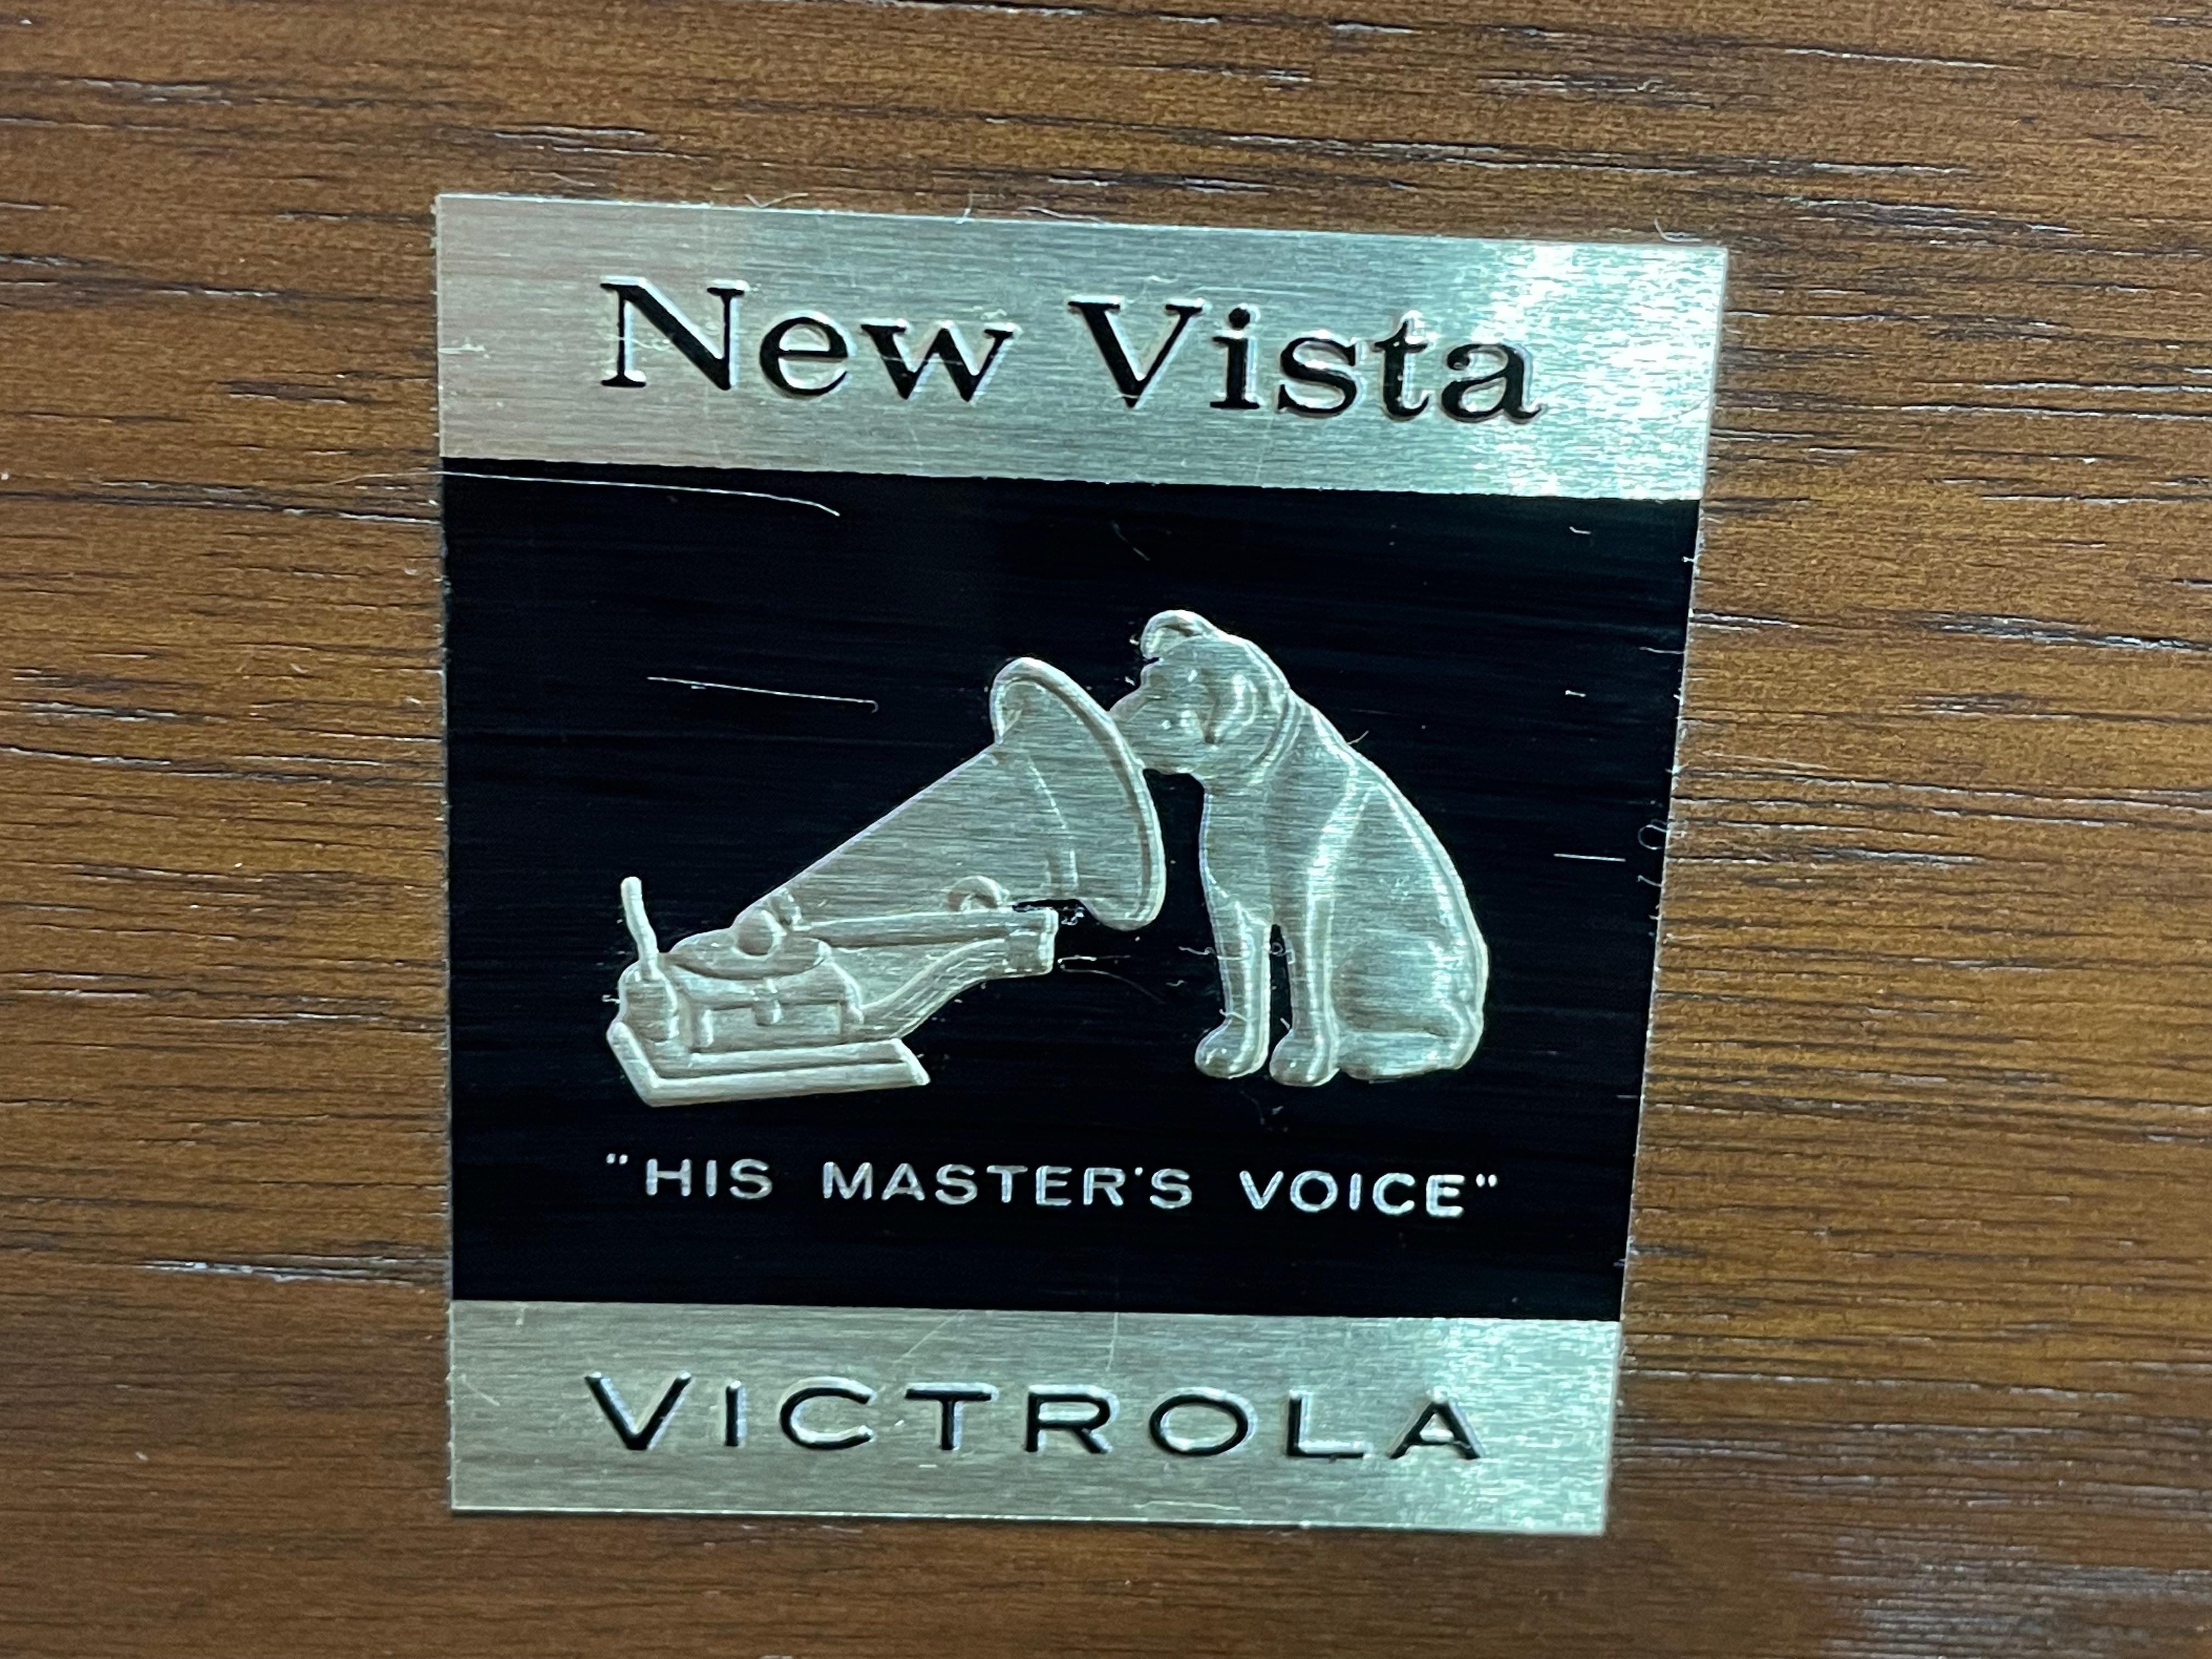 New Vista
"HIS MASTER'S VOICE"
VICTROLA